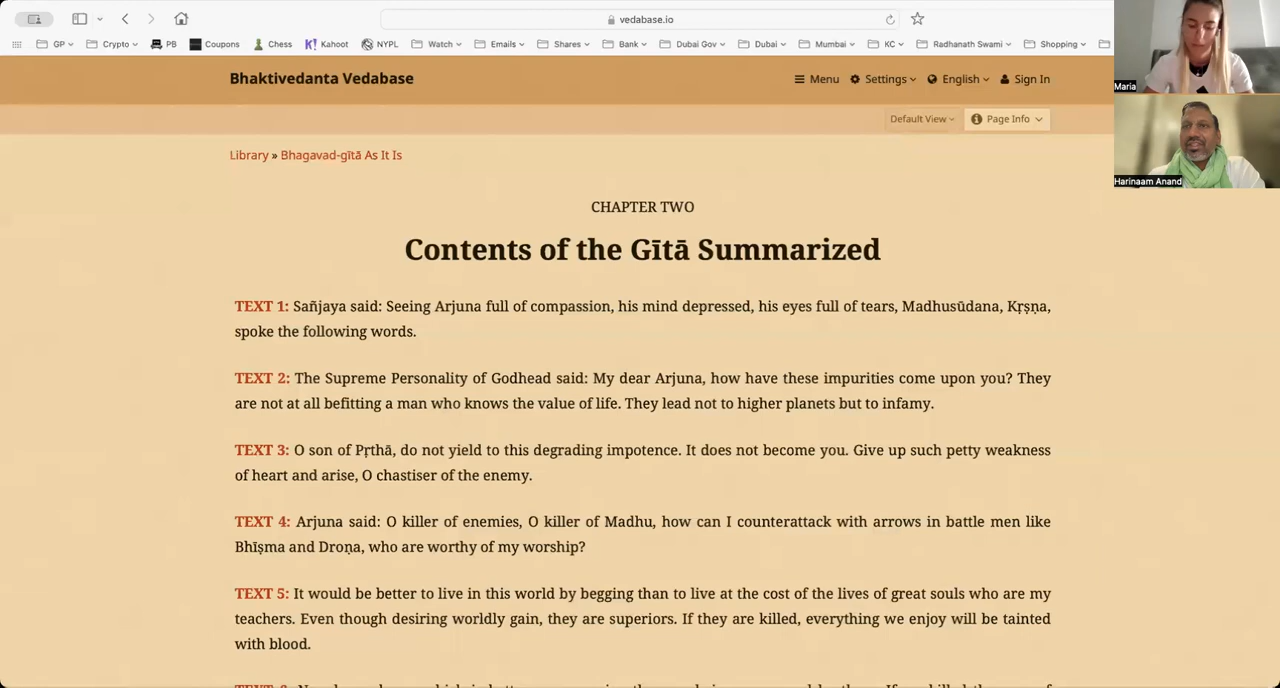 vedabase.io
GP
Crypto
PB
Coupons
Chess
Kahoot
NYPL
Watch
Emails
Shares
Bank
Dubai Gov
Dubai
Mumbai
KC
Radhanath Swami
Shopping
Maria
Bhaktivedanta Vedabase
Menu
Settings
English
Sign In
Default View
Page Info
Harinaam Anand
Library » Bhagavad-gītā As It Is
CHAPTER TWO
Contents of the Gītā Summarized
TEXT 1: Sañjaya said: Seeing Arjuna full of compassion, his mind depressed, his eyes full of tears, Madhusūdana, Kṛṣṇa,
spoke the following words.
TEXT 2: The Supreme Personality of Godhead said: My dear Arjuna, how have these impurities come upon you? They
are not at all befitting a man who knows the value of life. They lead not to higher planets but to infamy.
TEXT 3: O son of Pṛthā, do not yield to this degrading impotence. It does not become you. Give up such petty weakness
of heart and arise, O chastiser of the enemy.
TEXT 4: Arjuna said: O killer of enemies, O killer of Madhu, how can I counterattack with arrows in battle men like
Bhīṣma and Droṇa, who are worthy of my worship?
TEXT 5: It would be better to live in this world by begging than to live at the cost of the lives of great souls who are my
teachers. Even though desiring worldly gain, they are superiors. If they are killed, everything we enjoy will be tainted
with blood.